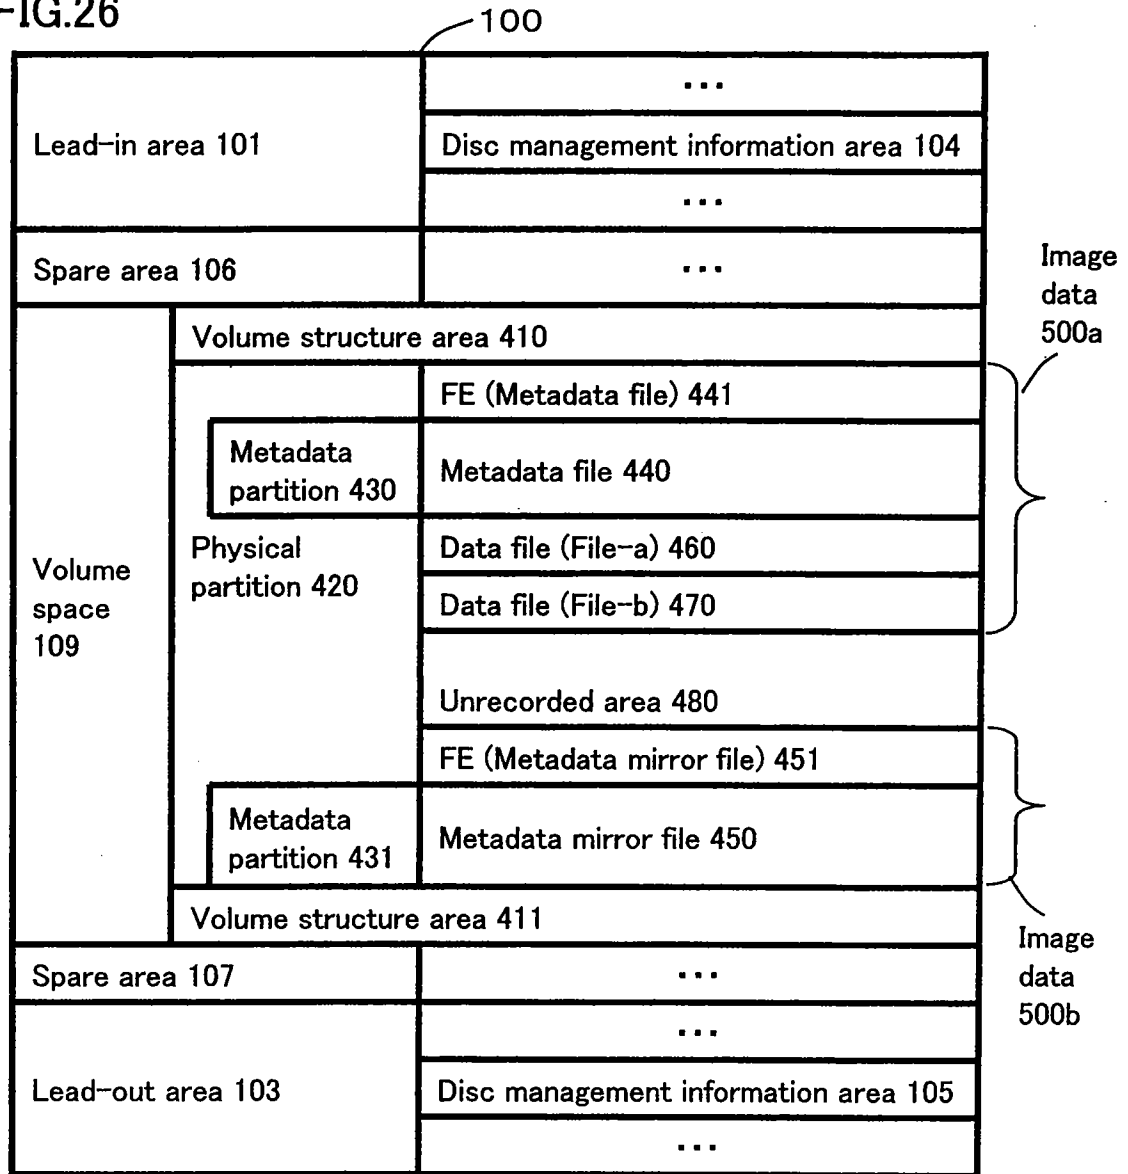 FIG.26
100
...
Lead-in area 101
Disc management information area 104
...
Spare area 106
...
Image
data
500a
Volume structure area 410
FE (Metadata file) 441
Metadata
partition 430
Metadata file 440
Physical
partition 420
Data file (File-a) 460
Data file (File-b) 470
Volume
space
109
Unrecorded area 480
FE (Metadata mirror file) 451
Metadata
partition 431
Metadata mirror file 450
Volume structure area 411
Image
data
500b
Spare area 107
...
...
Lead-out area 103
Disc management information area 105
...